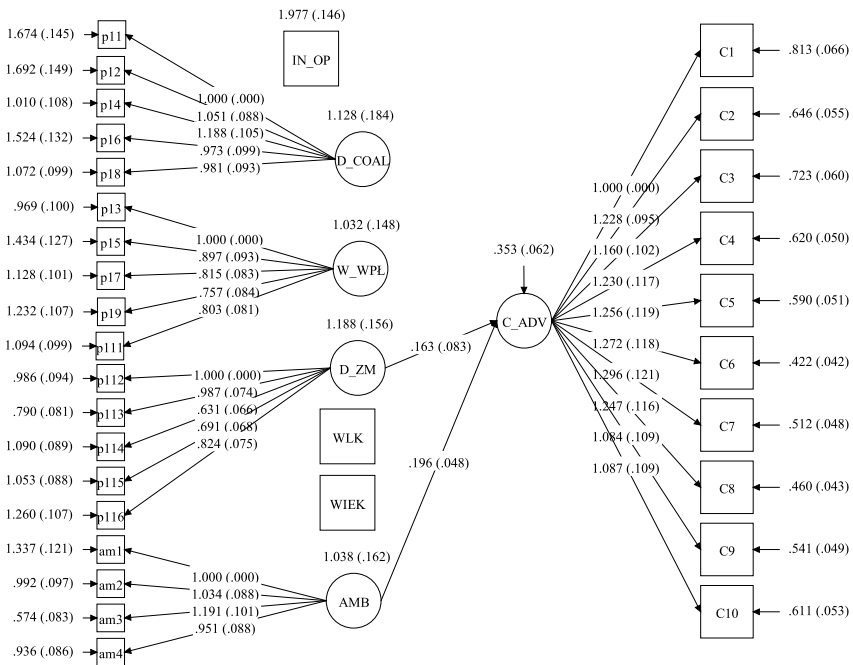 1.977 (.146)
IN_OP
1.674 (.145) p11
1.692 (.149) p12
1.010 (.108) p14
1.524 (.132) p16
1.072 (.099) p18
1.000 (.000)
1.051 (.088)
1.188 (.105)
.973 (.099)
.981 (.093)
1.128 (.184)
D_COAL
.969 (.100) p13
1.434 (.127) p15
1.128 (.101) p17
1.232 (.107) p19
1.094 (.099) p111
1.000 (.000)
.897 (.093)
.815 (.083)
.757 (.084)
.803 (.081)
1.032 (.148)
W_WPŁ
.986 (.094) p112
.790 (.081) p113
1.090 (.089) p114
1.053 (.088) p115
1.260 (.107) p116
1.000 (.000)
.987 (.074)
.631 (.066)
.691 (.068)
.824 (.075)
1.188 (.156)
D_ZM
WLK
WIEK
1.337 (.121) am1
.992 (.097) am2
.574 (.083) am3
.936 (.086) am4
1.000 (.000)
1.034 (.088)
1.191 (.101)
.951 (.088)
1.038 (.162)
AMB
.163 (.083)
.196 (.048)
.353 (.062)
C_ADV
1.000 (.000)
1.228 (.095)
1.160 (.102)
1.230 (.117)
1.256 (.119)
1.272 (.118)
1.296 (.121)
1.247 (.116)
1.084 (.109)
1.087 (.109)
C1 .813 (.066)
C2 .646 (.055)
C3 .723 (.060)
C4 .620 (.050)
C5 .590 (.051)
C6 .422 (.042)
C7 .512 (.048)
C8 .460 (.043)
C9 .541 (.049)
C10 .611 (.053)